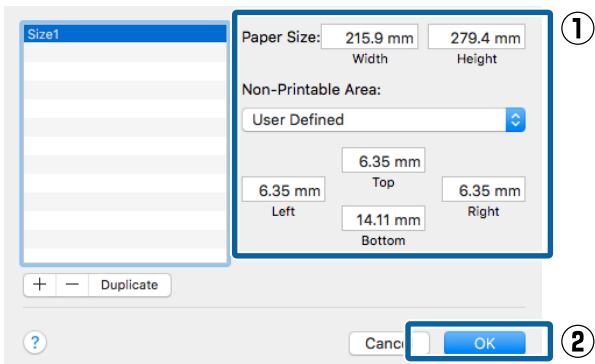 Size1
Paper Size: 215.9 mm 279.4 mm
Width Height
Non-Printable Area:
User Defined
6.35 mm
Top
6.35 mm 6.35 mm
Left Right
14.11 mm
Bottom
+ − Duplicate
? Canc OK
1
2